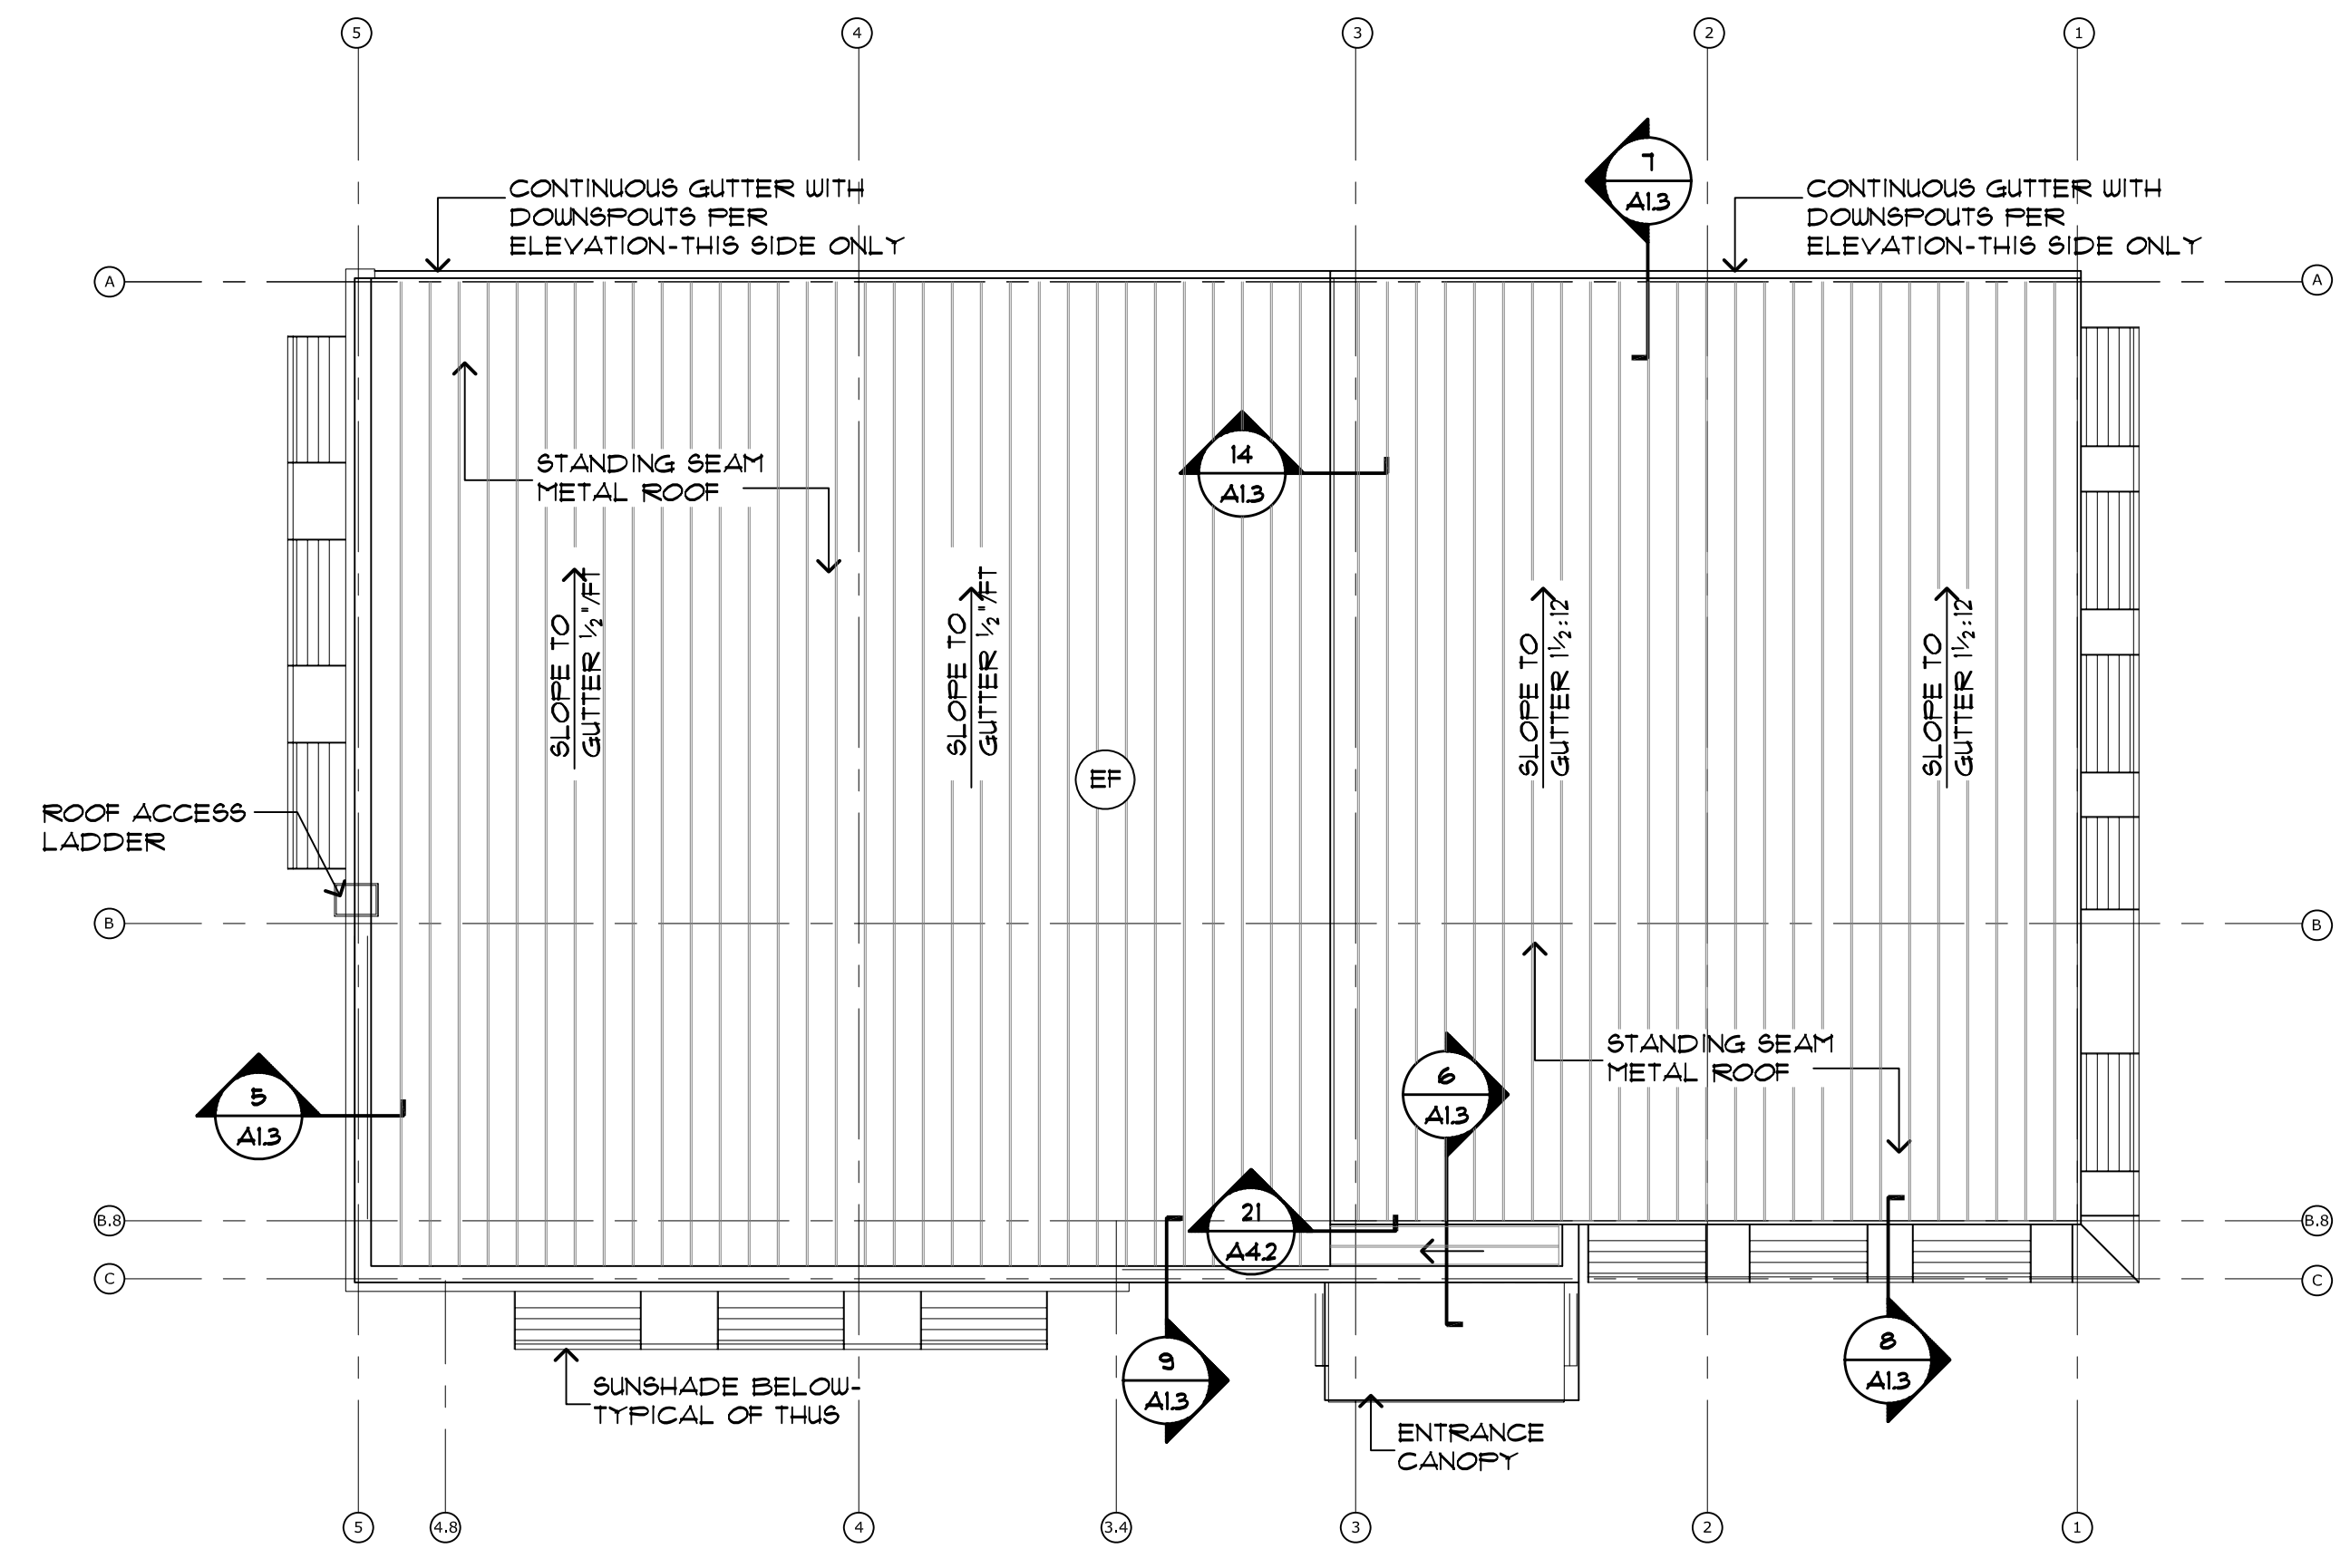 5
4
3
2
1
7
A1.3
CONTINUOUS GUTTER WITH
DOWNSPOUTS PER
ELEVATION-THIS SIDE ONLY
CONTINUOUS GUTTER WITH
DOWNSPOUTS PER
ELEVATION-THIS SIDE ONLY
A
A
14
A1.3
STANDING SEAM
METAL ROOF
SLOPE TO
GUTTER 1½"/FT
SLOPE TO
GUTTER 1½"/FT
SLOPE TO
GUTTER 1½:12
SLOPE TO
GUTTER 1½:12
EF
ROOF ACCESS
LADDER
B
B
STANDING SEAM
METAL ROOF
6
A1.3
5
A1.3
21
A4.2
B.8
B.8
C
C
9
A1.3
8
A1.3
SUNSHADE BELOW-
TYPICAL OF THUS
ENTRANCE
CANOPY
5
4.8
4
3.4
3
2
1